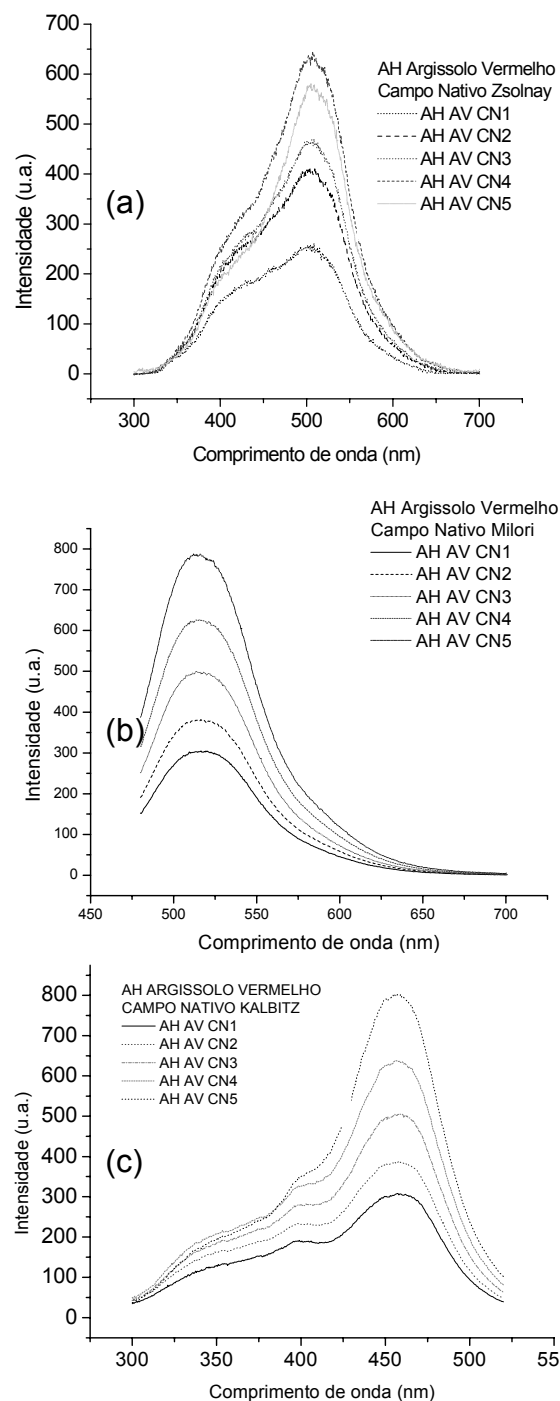 700
600
500
400
300
200
100
0
Intensidade (u.a.)
(a)
AH Argissolo Vermelho
Campo Nativo Zsolnay
AH AV CN1
AH AV CN2
AH AV CN3
AH AV CN4
AH AV CN5
300 400 500 600 700
Comprimento de onda (nm)
AH Argissolo Vermelho
Campo Nativo Milori
AH AV CN1
AH AV CN2
AH AV CN3
AH AV CN4
AH AV CN5
800
700
600
500
400
300
200
100
0
Intensidade (u.a.)
(b)
450 500 550 600 650 700
Comprimento de onda (nm)
AH ARGISSOLO VERMELHO
CAMPO NATIVO KALBITZ
AH AV CN1
AH AV CN2
AH AV CN3
AH AV CN4
AH AV CN5
800
700
600
500
400
300
200
100
0
Intensidade (u.a.)
(c)
300 350 400 450 500 55
Comprimento de onda (nm)